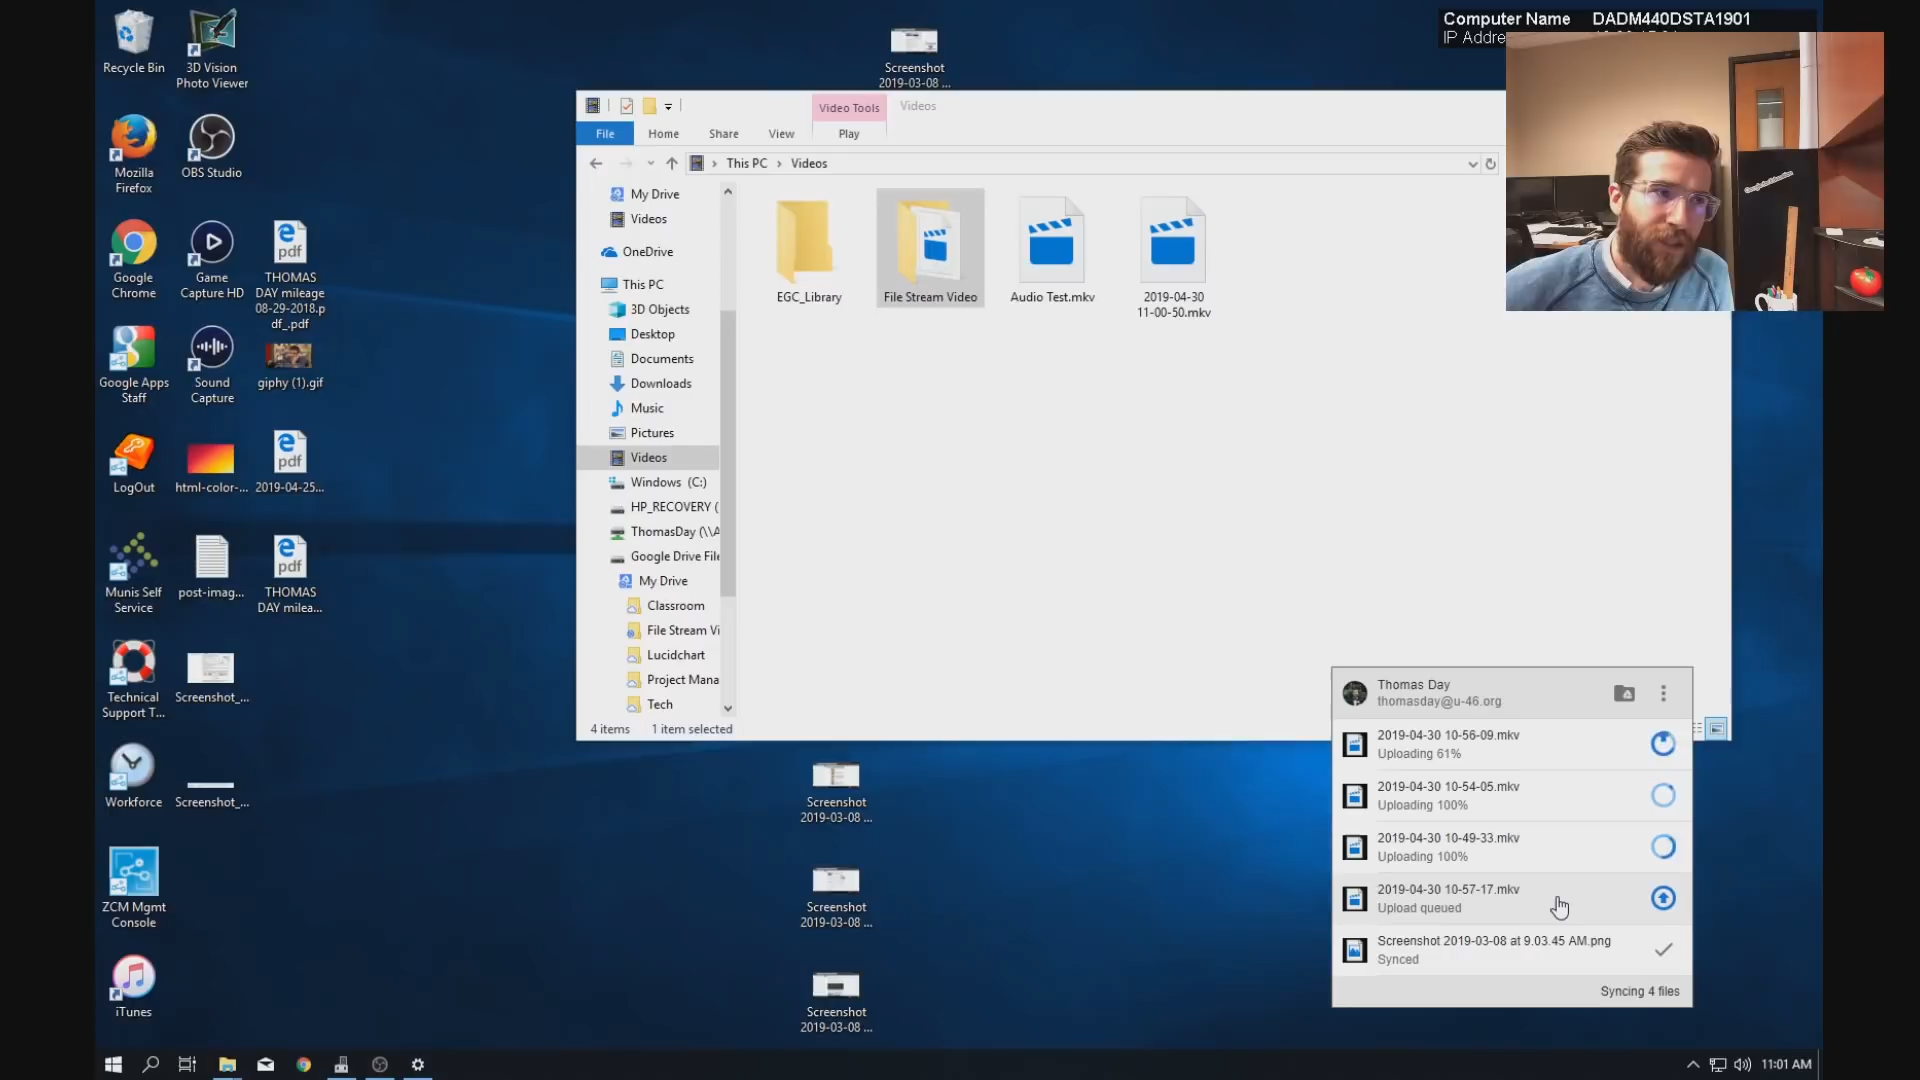 Computer Name DADM440DSTA1901
IP Addre
Recycle Bin
3D Vision
Photo Viewer
Mozilla
Firefox
OBS Studio
Google
Chrome
Game
Capture HD
THOMAS
DAY mileage
08-29-2018.p
df_.pdf
Google Apps
Staff
Sound
Capture
giphy (1).gif
LogOut
html-color-...
pdf
2019-04-25...
Munis Self
Service
post-imag...
pdf
THOMAS
DAY milea...
Technical
Support T...
Screenshot_...
Workforce
Screenshot_...
ZCM Mgmt
Console
iTunes
pdf
Screenshot
2019-03-08 ...
Video Tools
Videos
File
Home
Share
View
Play
This PC
Videos
My Drive
Videos
OneDrive
This PC
3D Objects
Desktop
Documents
Downloads
Music
Pictures
Videos
Windows (C:)
HP_RECOVERY (
ThomasDay (\\A
Google Drive File
My Drive
Classroom
File Stream Vi
Lucidchart
Project Mana
Tech
EGC_Library
File Stream Video
Audio Test.mkv
2019-04-30
11-00-50.mkv
4 items
1 item selected
Screenshot
2019-03-08 ...
Screenshot
2019-03-08 ...
Screenshot
2019-03-08 ...
Thomas Day
thomasday@u-46.org
2019-04-30 10-56-09.mkv
Uploading 61%
2019-04-30 10-54-05.mkv
Uploading 100%
2019-04-30 10-49-33.mkv
Uploading 100%
2019-04-30 10-57-17.mkv
Upload queued
Screenshot 2019-03-08 at 9.03.45 AM.png
Synced
Syncing 4 files
11:01 AM